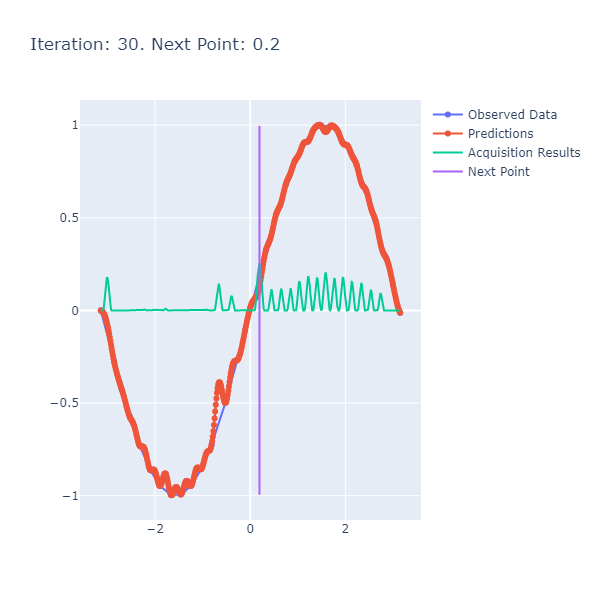 Iteration: 30. Next Point: 0.2
Observed Data
Predictions
Acquisition Results
Next Point
1
0.5
0
−0.5
−1
−2
0
2